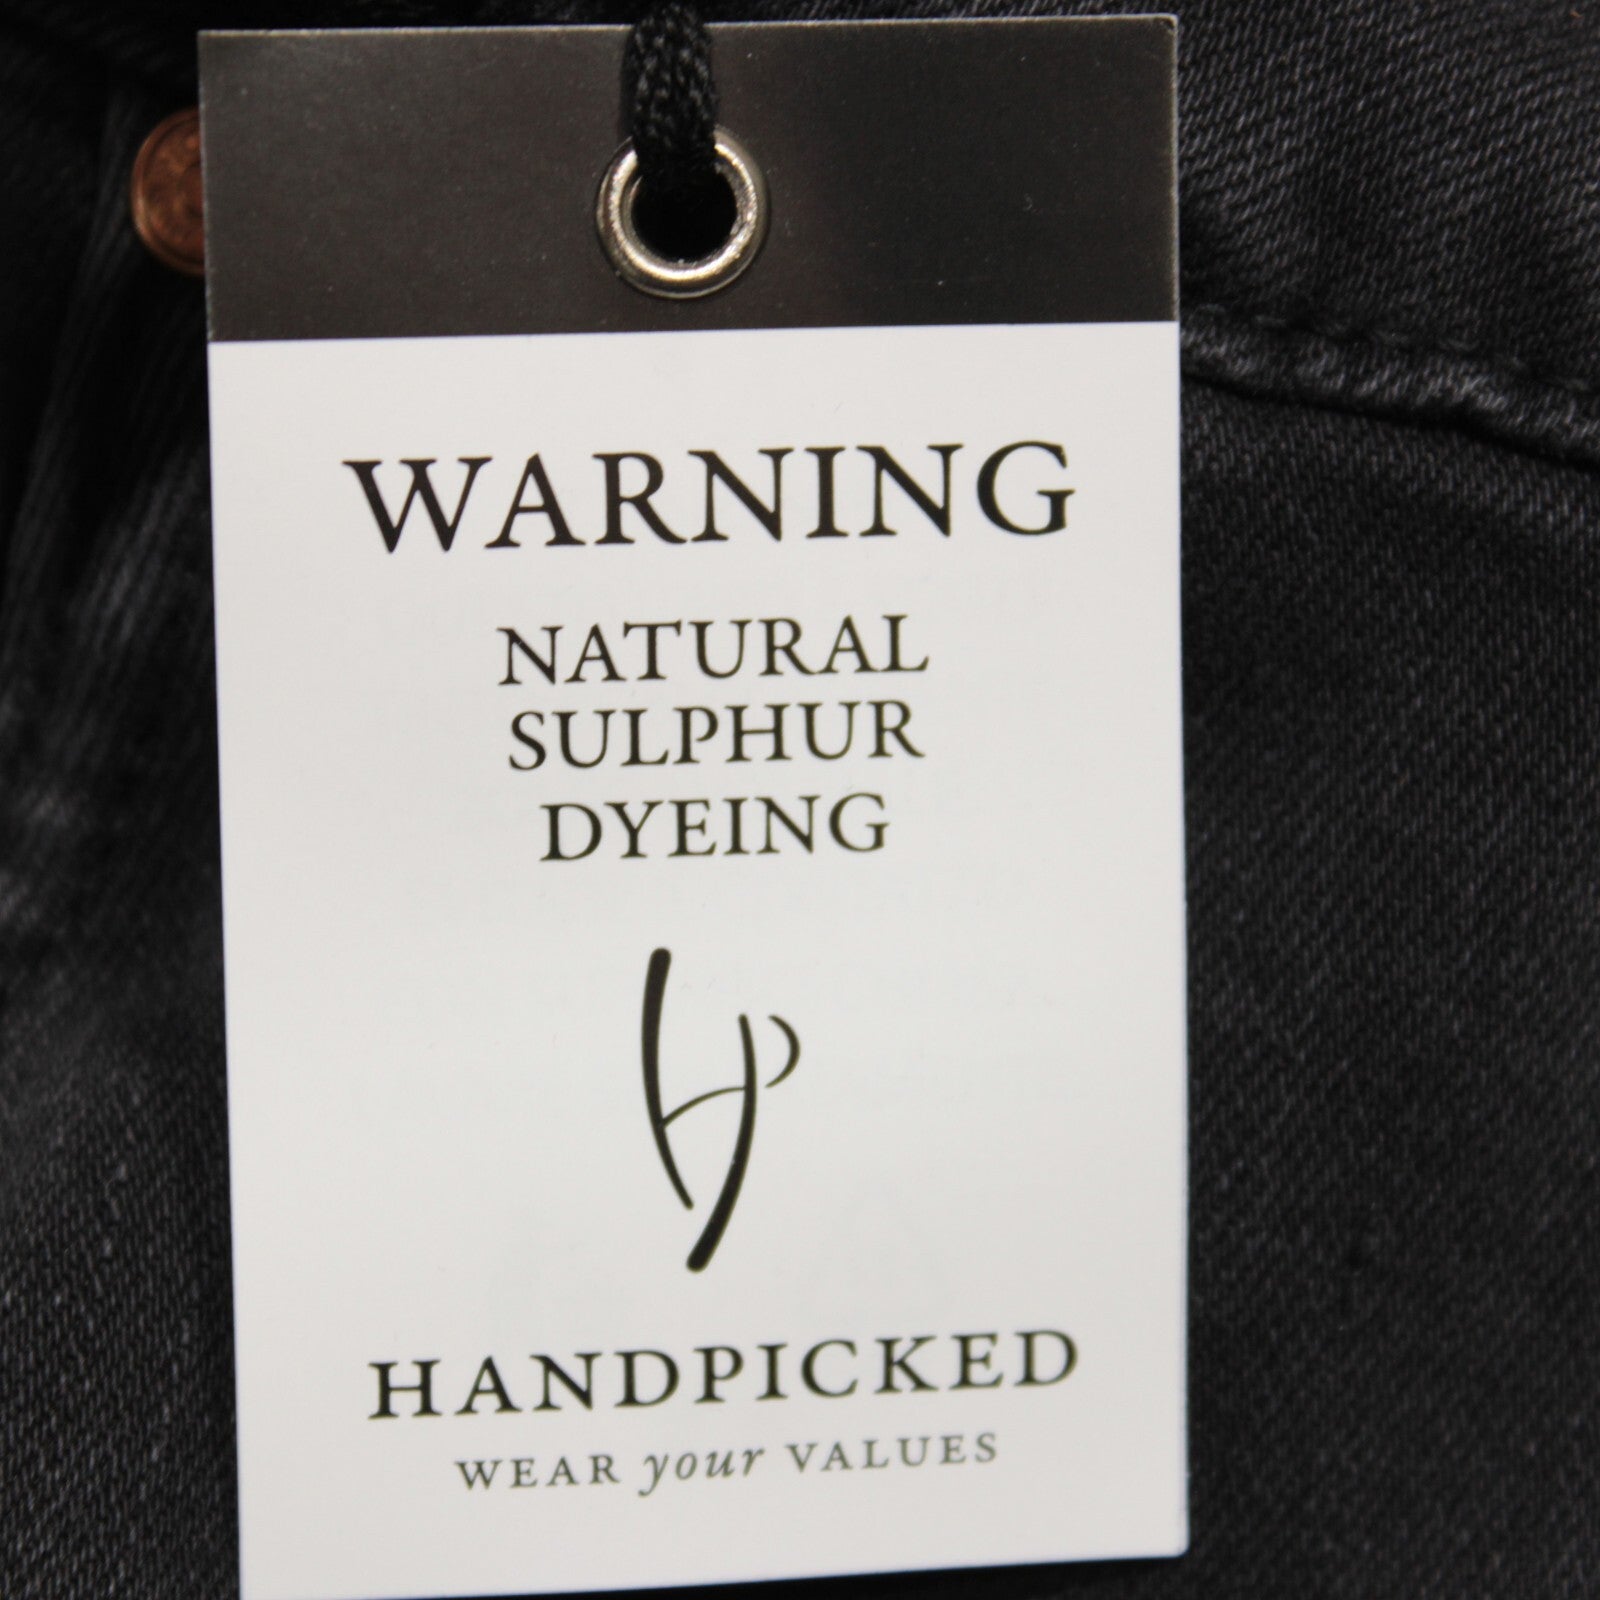 WARNING
NATURAL
SULPHUR
DYEING
HANDPICKED
WEAR your VALUES